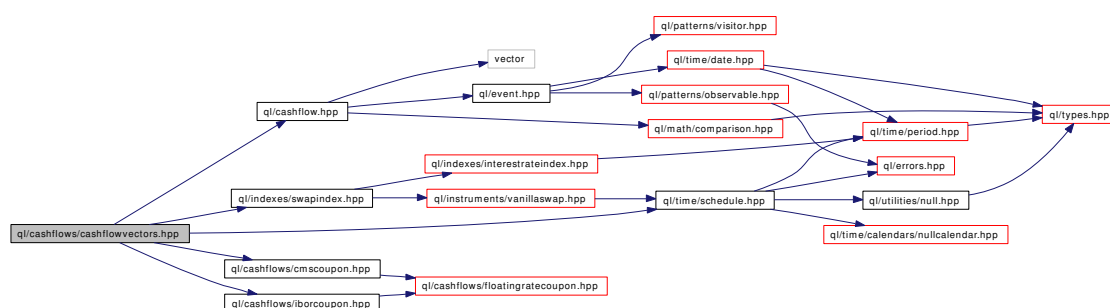 ql/patterns/visitor.hpp
vector
ql/time/date.hpp
ql/event.hpp
ql/patterns/observable.hpp
ql/cashflow.hpp
ql/types.hpp
ql/math/comparison.hpp
ql/time/period.hpp
ql/indexes/interestrateindex.hpp
ql/errors.hpp
ql/indexes/swapindex.hpp
ql/instruments/vanillaswap.hpp
ql/time/schedule.hpp
ql/utilities/null.hpp
ql/cashflows/cashflowvectors.hpp
ql/time/calendars/nullcalendar.hpp
ql/cashflows/cmscoupon.hpp
ql/cashflows/floatingratecoupon.hpp
ql/cashflows/iborcoupon.hpp